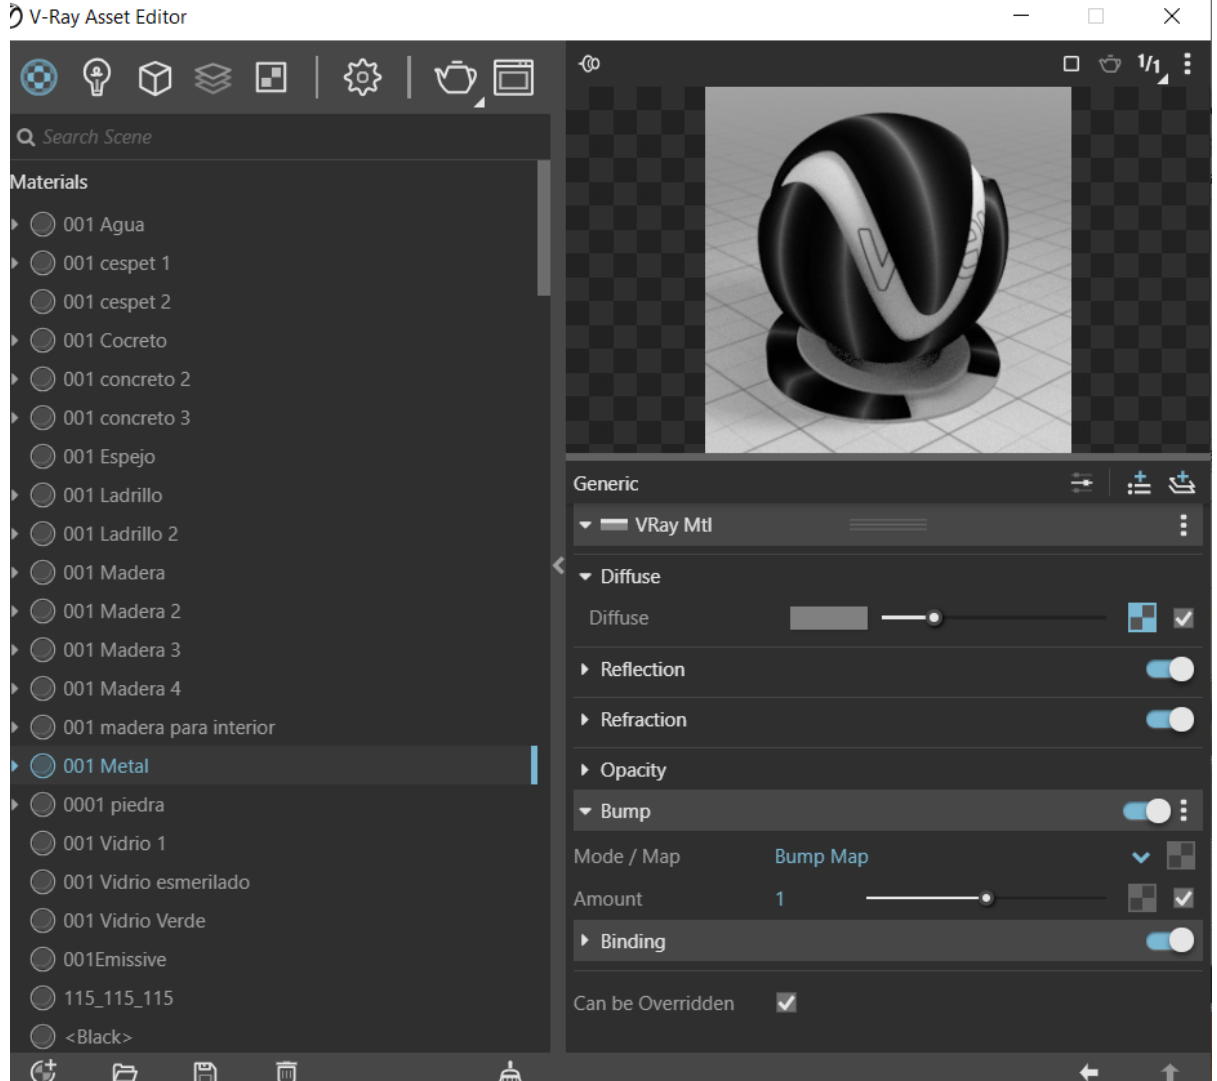 V-Ray Asset Editor
Search Scene
1/1
Materials
001 Agua
001 cespet 1
001 cespet 2
001 Cocreto
001 concreto 2
001 concreto 3
001 Espejo
001 Ladrillo
001 Ladrillo 2
001 Madera
001 Madera 2
001 Madera 3
001 Madera 4
001 madera para interior
001 Metal
0001 piedra
001 Vidrio 1
001 Vidrio esmerilado
001 Vidrio Verde
001Emissive
115_115_115
<Black>
Generic
VRay Mtl
Diffuse
Diffuse
Reflection
Refraction
Opacity
Bump
Mode / Map Bump Map
Amount 1
Binding
Can be Overridden